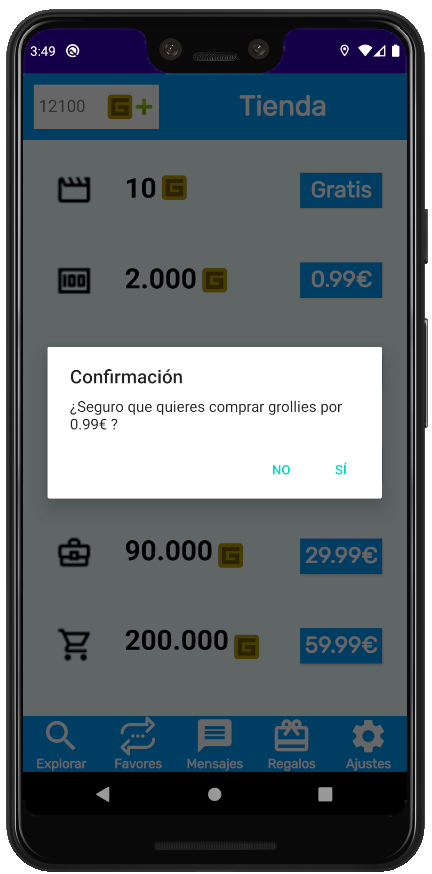 3:49
12100
Tienda
10
Gratis
100
2.000
0.99€
Confirmación
¿Seguro que quieres comprar grollies por
0.99€ ?
NO
SÍ
90.000
29.99€
200.000
59.99€
Explorar
Favores
Mensajes
Regalos
Ajustes